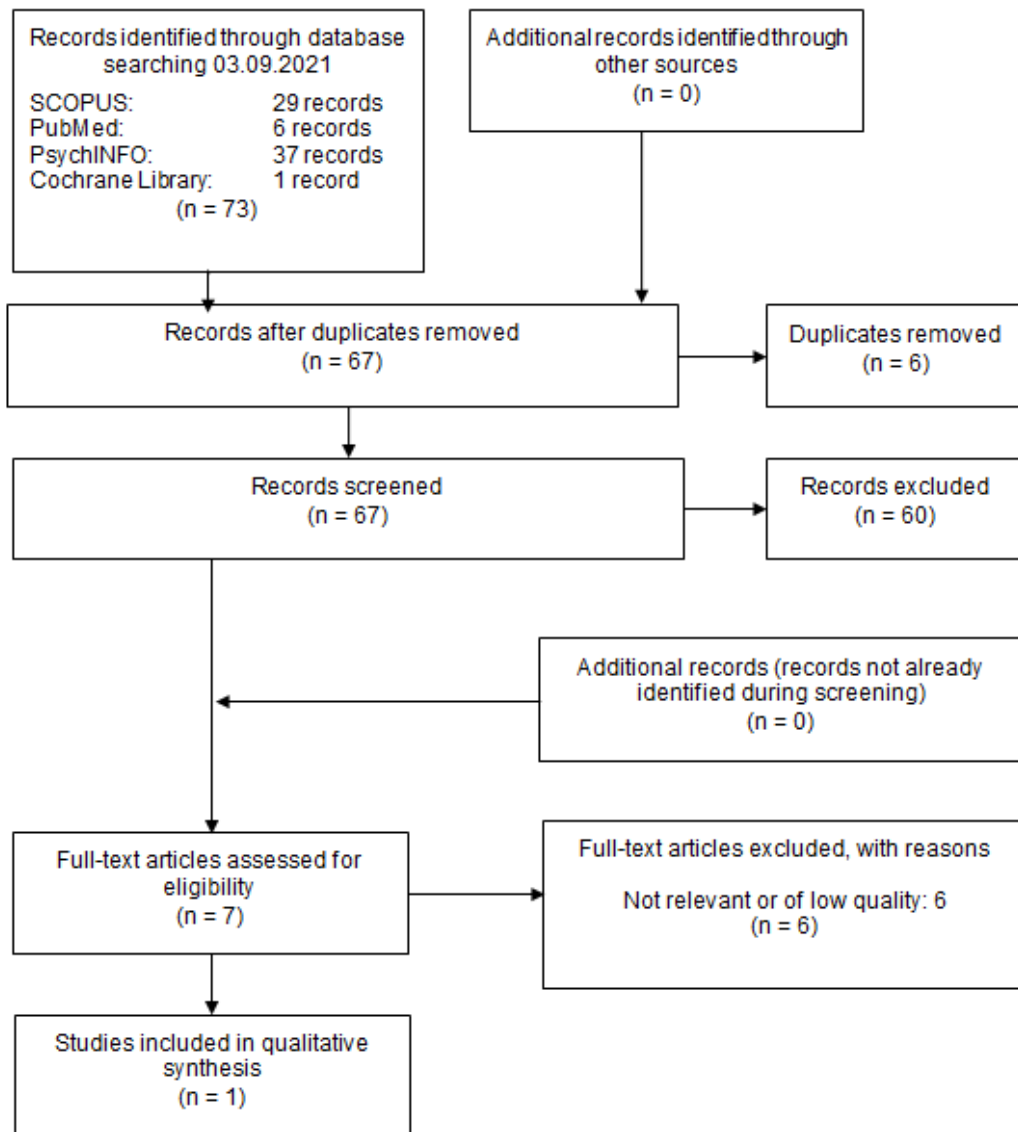 Records identified through database
searching 03.09.2021
SCOPUS: 29 records
PubMed: 6 records
PsychINFO: 37 records
Cochrane Library: 1 record
(n = 73)
Additional records identified through
other sources
(n = 0)
Records after duplicates removed
(n = 67)
Duplicates removed
(n = 6)
Records screened
(n = 67)
Records excluded
(n = 60)
Additional records (records not already
identified during screening)
(n = 0)
Full-text articles assessed for
eligibility
(n = 7)
Full-text articles excluded, with reasons
Not relevant or of low quality: 6
(n = 6)
Studies included in qualitative
synthesis
(n = 1)